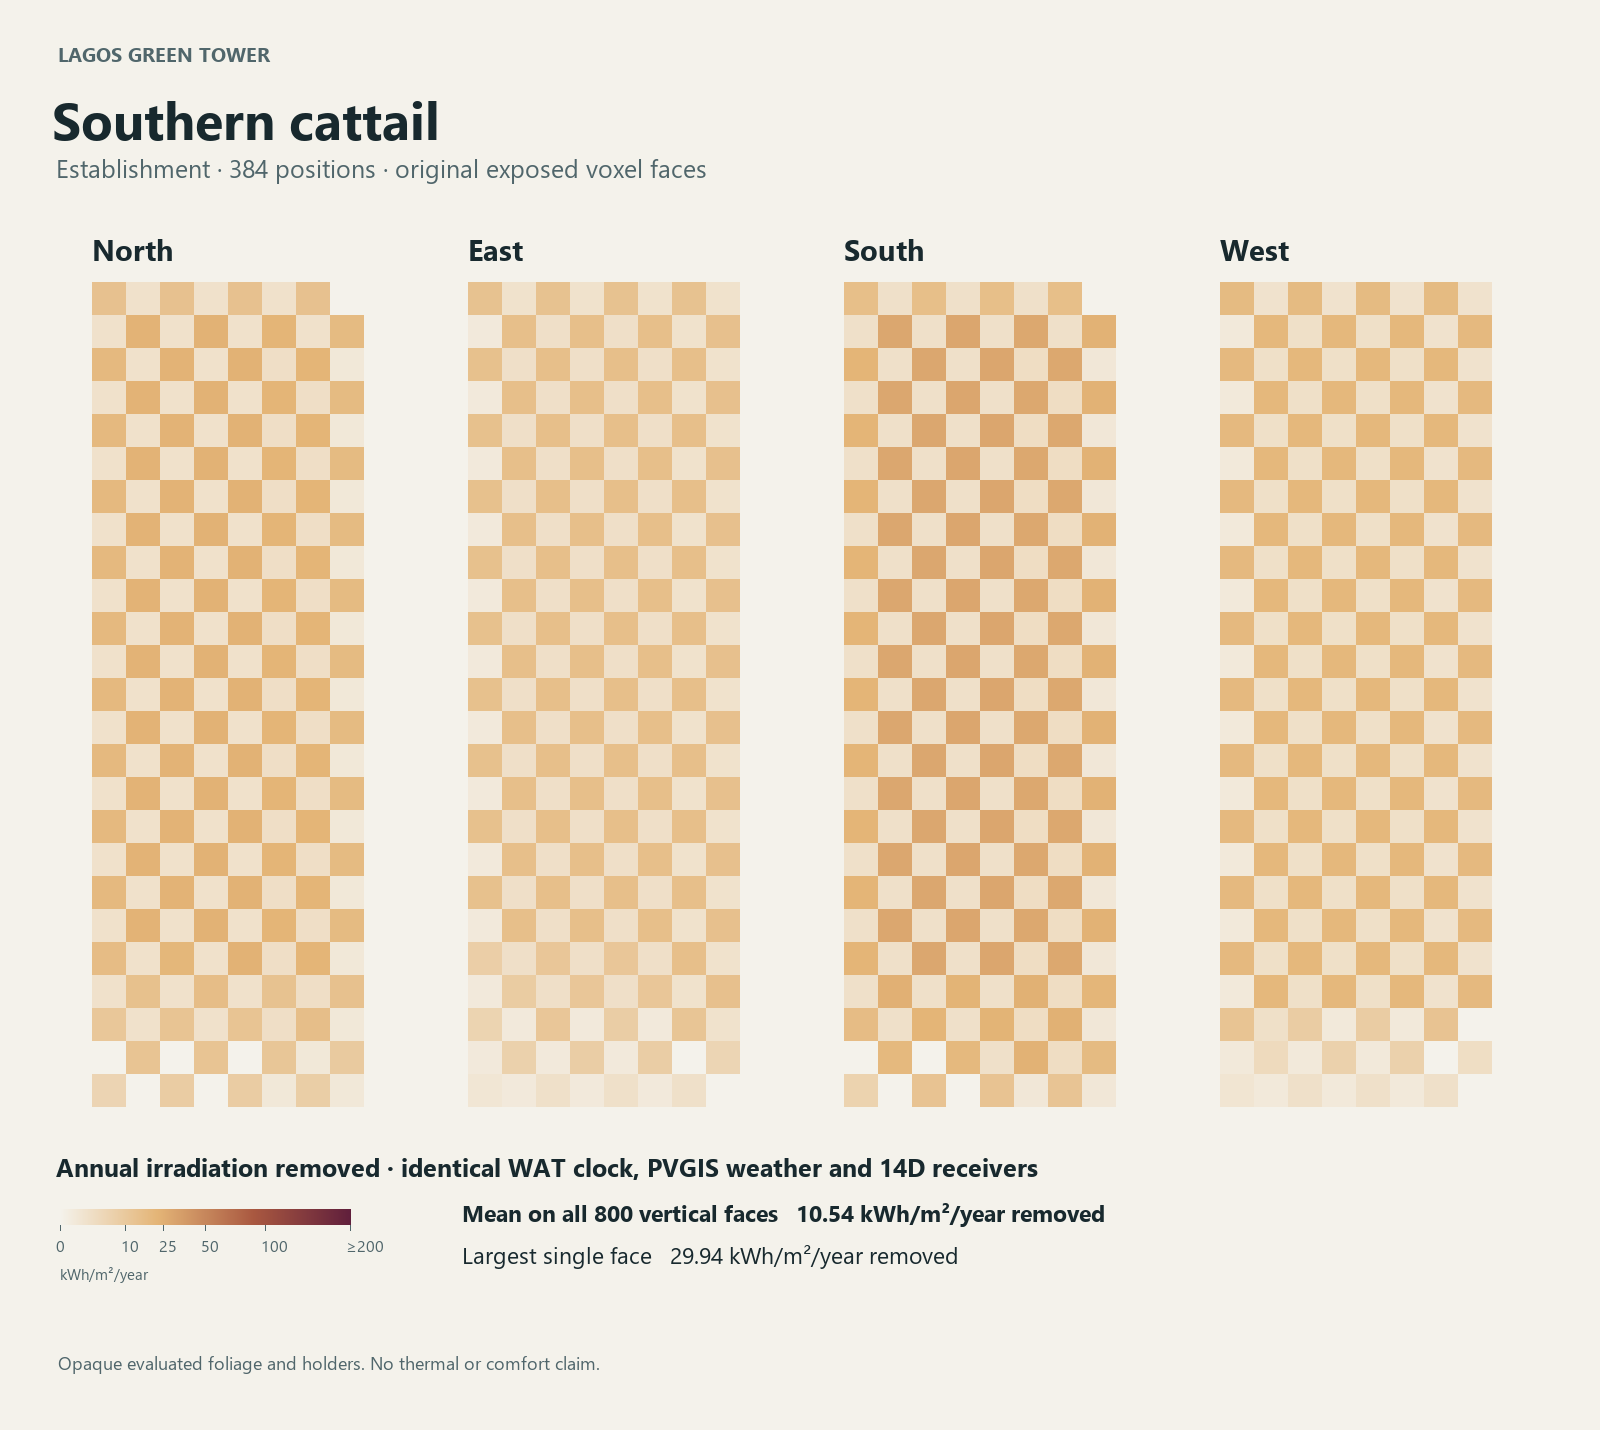 LAGOS GREEN TOWER
Southern cattail
Establishment · 384 positions · original exposed voxel faces
North East South West
Annual irradiation removed · identical WAT clock, PVGIS weather and 14D receivers
Mean on all 800 vertical faces 10.54 kWh/m²/year removed
0 10 25 50 100 ≥200
Largest single face 29.94 kWh/m²/year removed
kWh/m²/year
Opaque evaluated foliage and holders. No thermal or comfort claim.